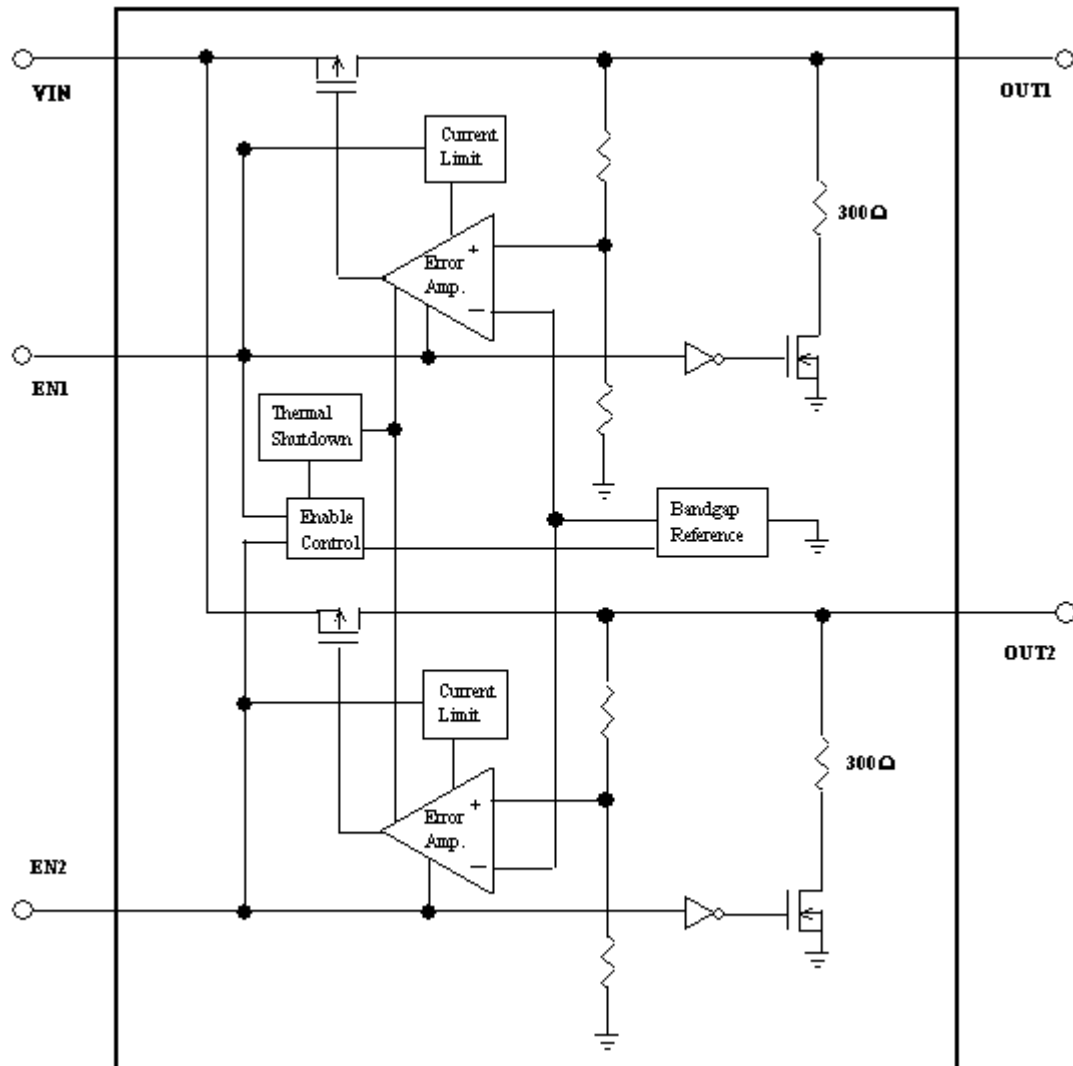 VIN
OUT1
Current
Limit
300Ω
+
Error
Amp.
−
EN1
Thermal
Shutdown
Enable
Control
Bandgap
Reference
OUT2
Current
Limit
300Ω
+
Error
Amp.
−
EN2